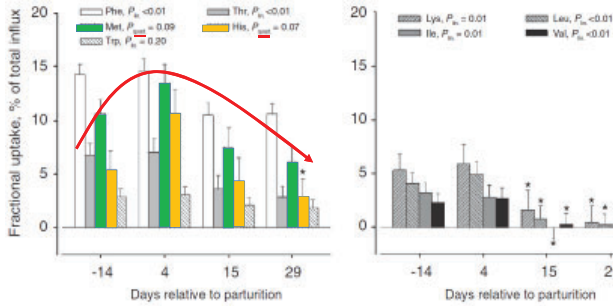 Phe, Plin <0.01
Thr, Plin <0.01
Met, Pquat = 0.09
His, Pquat = 0.07
Trp, Plin = 0.20
Fractional uptake, % of total influx
20
15
10
5
0
-14
4
15
29
*
Days relative to parturition
Lys, Plin = 0.01
Leu, Plin <0.01
Ile, Plin = 0.01
Val, Plin <0.01
20
15
10
5
0
* * * *
* *
-14
4
15
2
Days relative to parturition